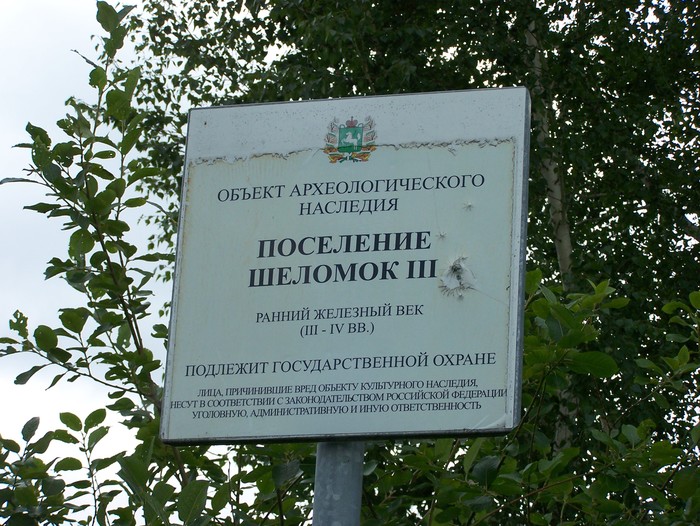 ОБЪЕКТ АРХЕОЛОГИЧЕСКОГО
НАСЛЕДИЯ
ПОСЕЛЕНИЕ
ШЕЛОМОК III
РАННИЙ ЖЕЛЕЗНЫЙ ВЕК
(III - IV ВВ.)
ПОДЛЕЖИТ ГОСУДАРСТВЕННОЙ ОХРАНЕ
ЛИЦА, ПРИЧИНИВШИЕ ВРЕД ОБЪЕКТУ КУЛЬТУРНОГО НАСЛЕДИЯ,
НЕСУТ В СООТВЕТСТВИИ С ЗАКОНОДАТЕЛЬСТВОМ РОССИЙСКОЙ ФЕДЕРАЦИИ
УГОЛОВНУЮ, АДМИНИСТРАТИВНУЮ И ИНУЮ ОТВЕТСТВЕННОСТЬ